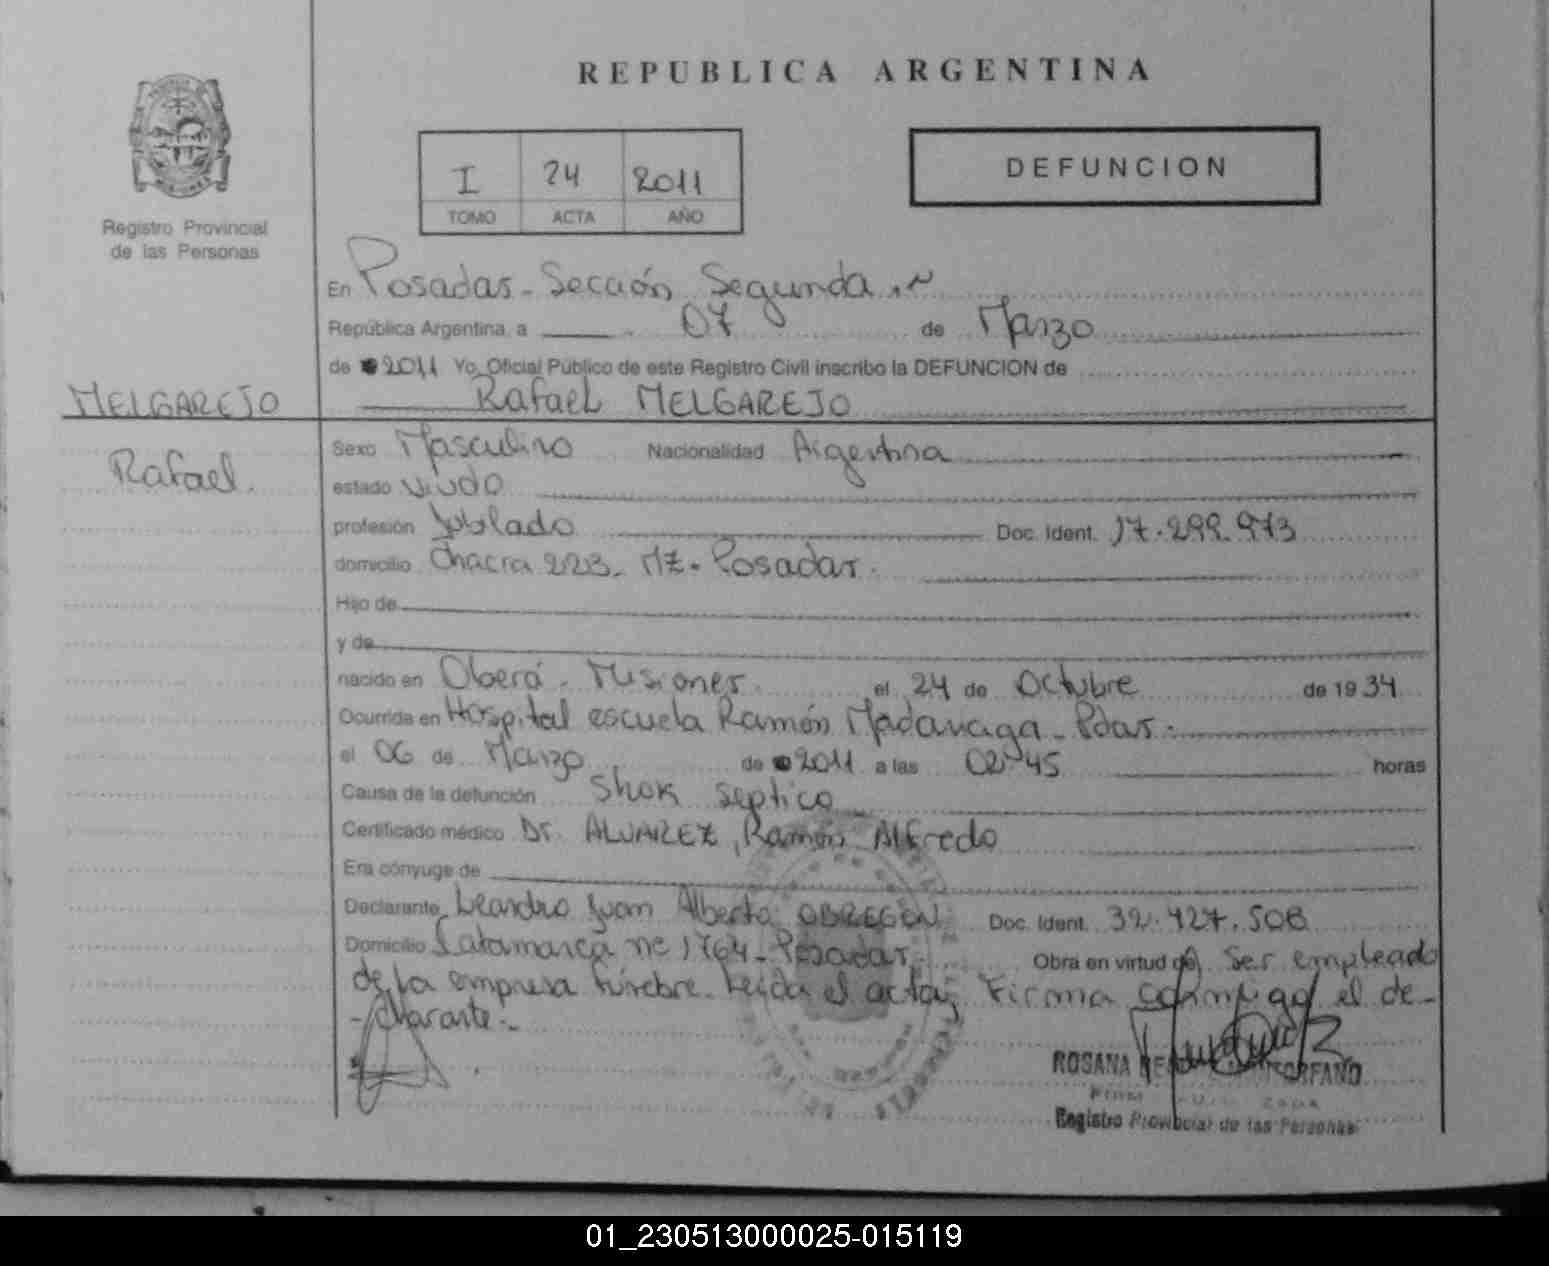 REPUBLICA ARGENTINA
Registro Provincial
de las Personas
I 24 2011
TOMO ACTA AÑO
DEFUNCION
En Posadas - Sección Segunda
República Argentina, a 07 de Marzo
de 2011 Yo, Oficial Público de este Registro Civil inscribo la DEFUNCION de
MELGAREJO
Rafael MELGAREJO
Rafael.
Sexo Masculino Nacionalidad Argentina
estado viudo
profesión Jubilado Doc. Ident. 17.299.973
domicilio Chacra 223 - MZ - Posadas.
Hijo de
y de
nacido en Oberá - Misiones. el 24 de Octubre de 1934
Ocurrida en Hospital escuela Ramón Madariaga - Pdas.
el 06 de Marzo de 2011 a las 02:45 horas
Causa de la defunción Shok septico
Certificado médico Dr. ALVAREZ, Ramón Alfredo
Era cónyuge de
Declarante Leandro Juan Alberto OBREGON Doc. Ident. 32.427.508
Domicilio Catamarca nº 1764 - Posadas. Obra en virtud de Ser empleado
de la empresa fúnebre. Leída el acta, Firma conmigo el de-
-clarante.-
ROSANA
Registro Provincial de las Personas
01_230513000025-015119